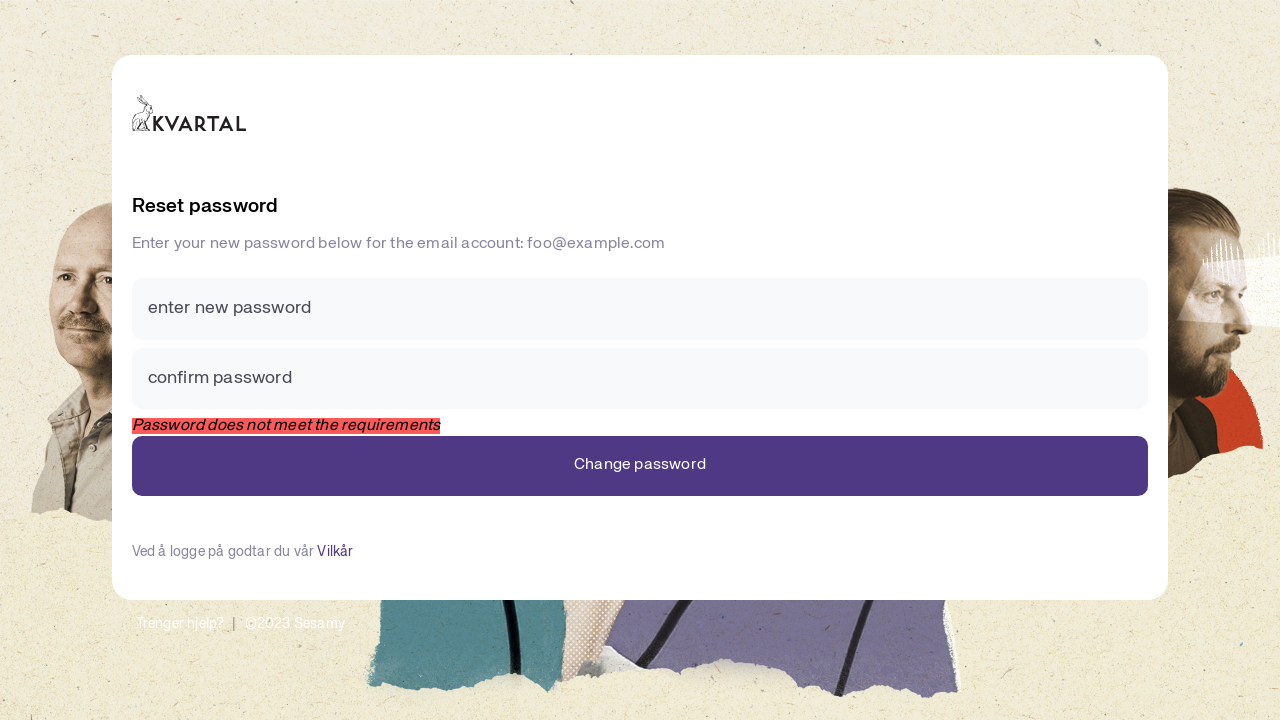 KVARTAL
Reset password
Enter your new password below for the email account: foo@example.com
enter new password
confirm password
Password does not meet the requirements
Change password
Ved å logge på godtar du vår Vilkår
Trenger hjelp? | ©2023 Sesamy